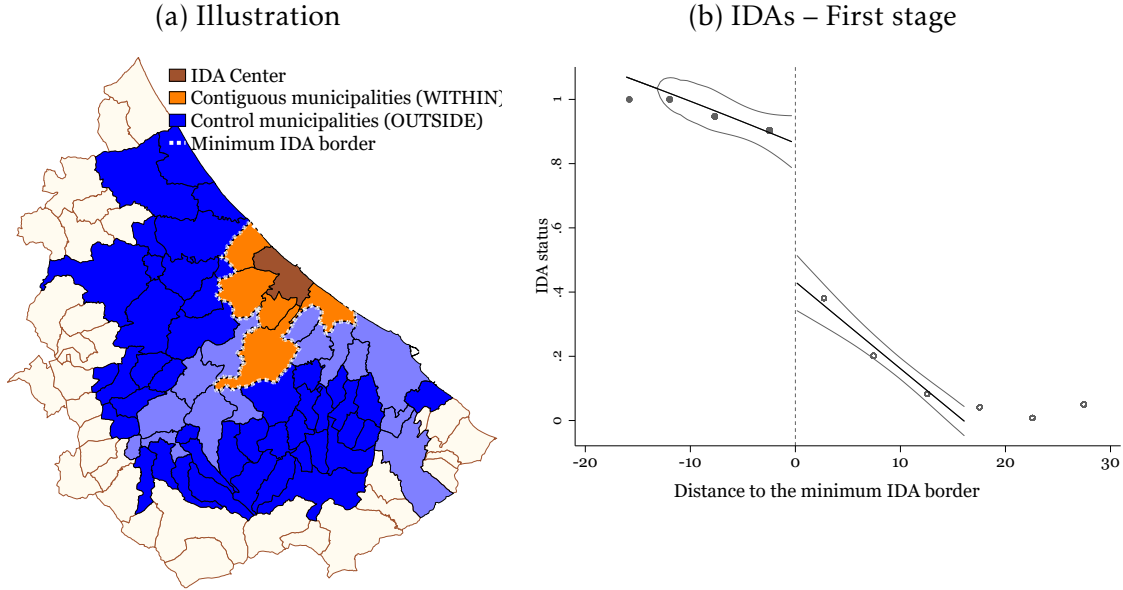 (a) Illustration
IDA Center
Contiguous municipalities (WITHIN)
Control municipalities (OUTSIDE)
Minimum IDA border
(b) IDAs – First stage
IDA status
1
.8
.6
.4
.2
0
-20 -10 0 10 20 30
Distance to the minimum IDA border